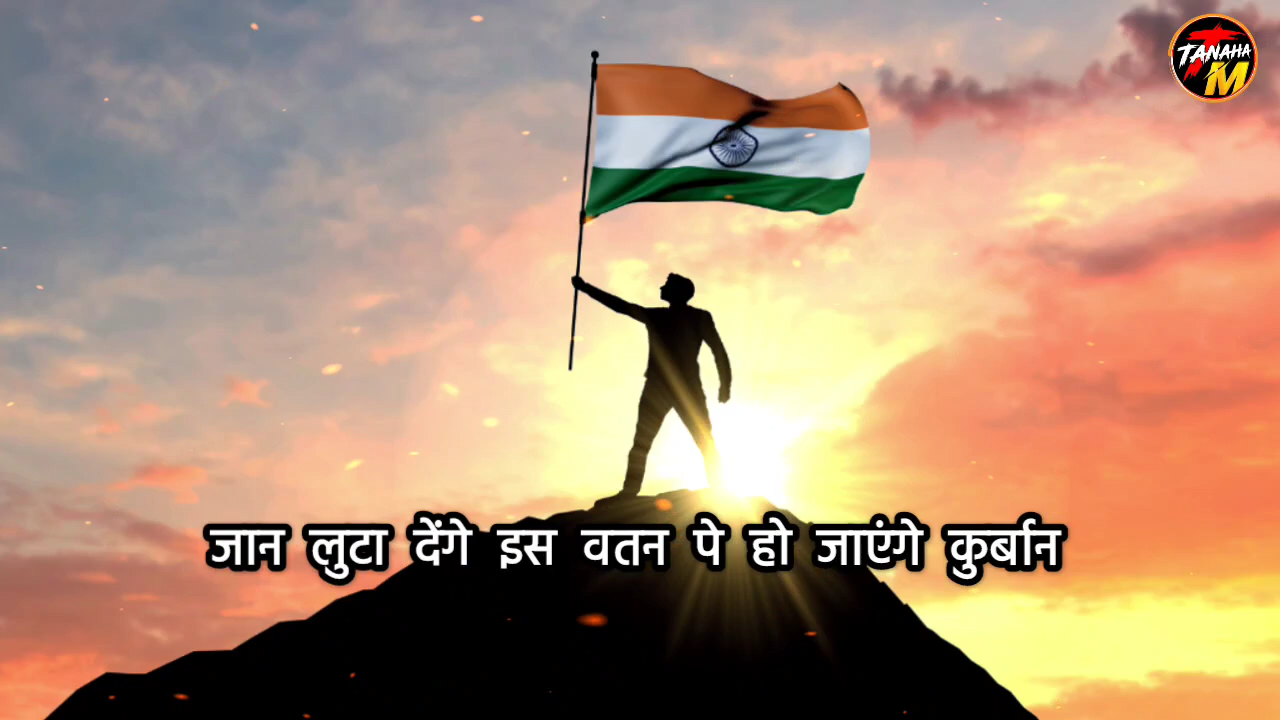 TANAHA
M
जान लुटा देंगे इस वतन पे हो जाएंगे कुर्बान